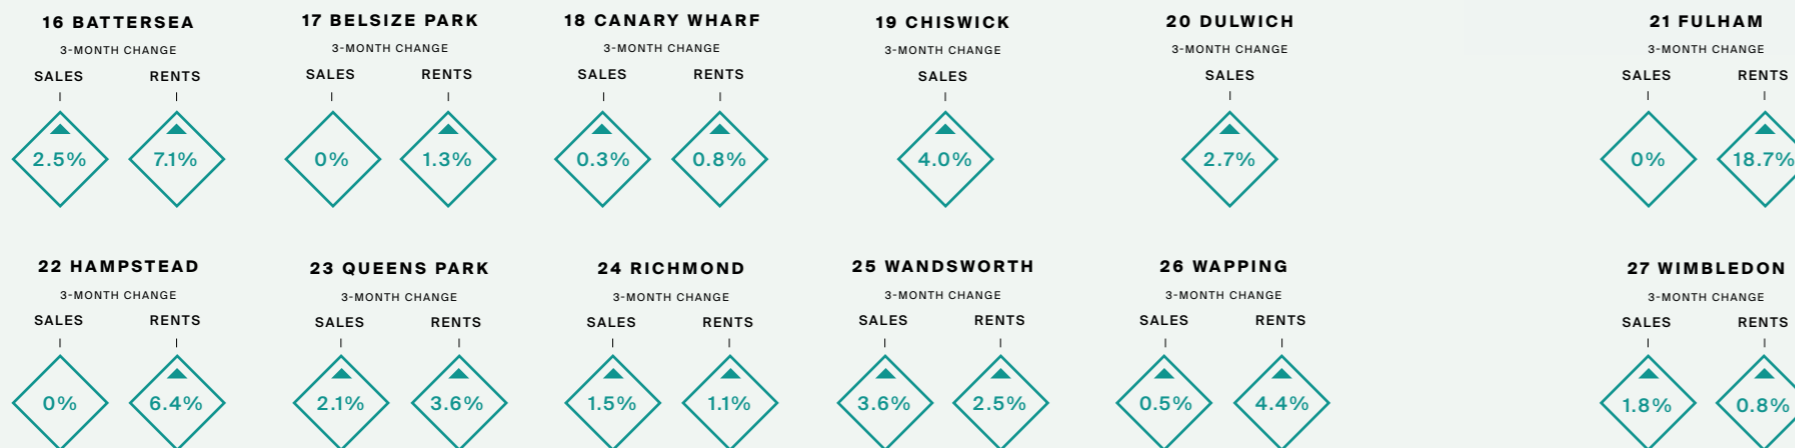 16 BATTERSEA
3-MONTH CHANGE
SALES RENTS
2.5% 7.1%
17 BELSIZE PARK
3-MONTH CHANGE
SALES RENTS
0% 1.3%
18 CANARY WHARF
3-MONTH CHANGE
SALES RENTS
0.3% 0.8%
19 CHISWICK
3-MONTH CHANGE
SALES
4.0%
20 DULWICH
3-MONTH CHANGE
SALES
2.7%
21 FULHAM
3-MONTH CHANGE
SALES RENTS
0% 18.7%
22 HAMPSTEAD
3-MONTH CHANGE
SALES RENTS
0% 6.4%
23 QUEENS PARK
3-MONTH CHANGE
SALES RENTS
2.1% 3.6%
24 RICHMOND
3-MONTH CHANGE
SALES RENTS
1.5% 1.1%
25 WANDSWORTH
3-MONTH CHANGE
SALES RENTS
3.6% 2.5%
26 WAPPING
3-MONTH CHANGE
SALES RENTS
0.5% 4.4%
27 WIMBLEDON
3-MONTH CHANGE
SALES RENTS
1.8% 0.8%